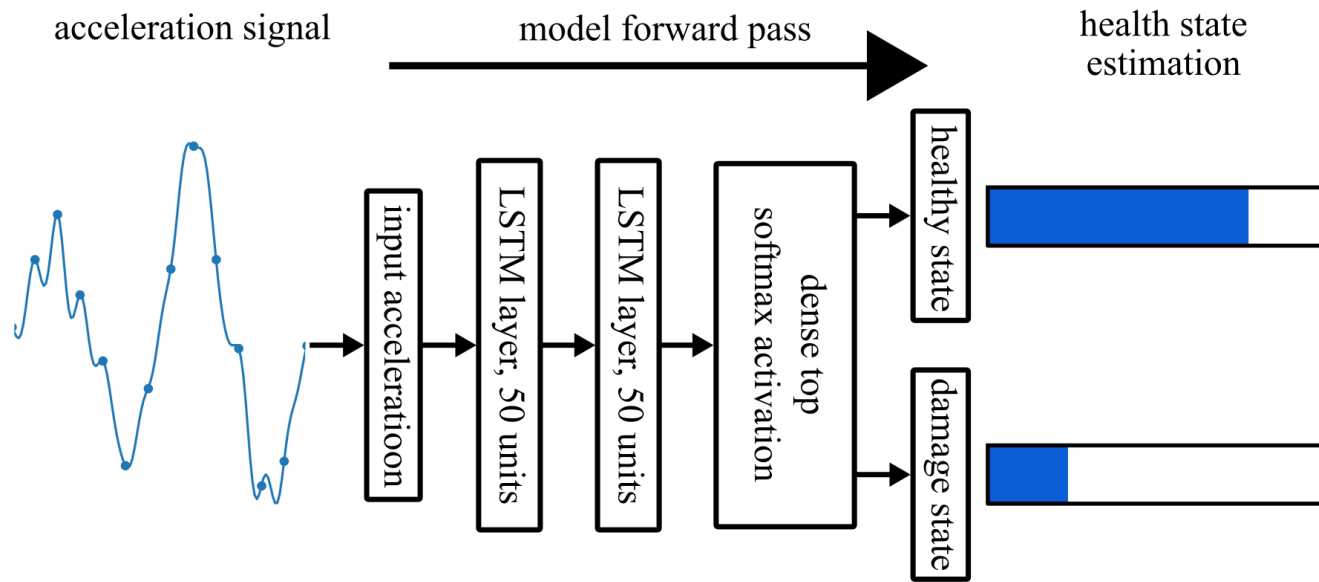 acceleration signal
model forward pass
health state
estimation
input acceleratioon
LSTM layer, 50 units
LSTM layer, 50 units
dense top
softmax activation
healthy state
damage state